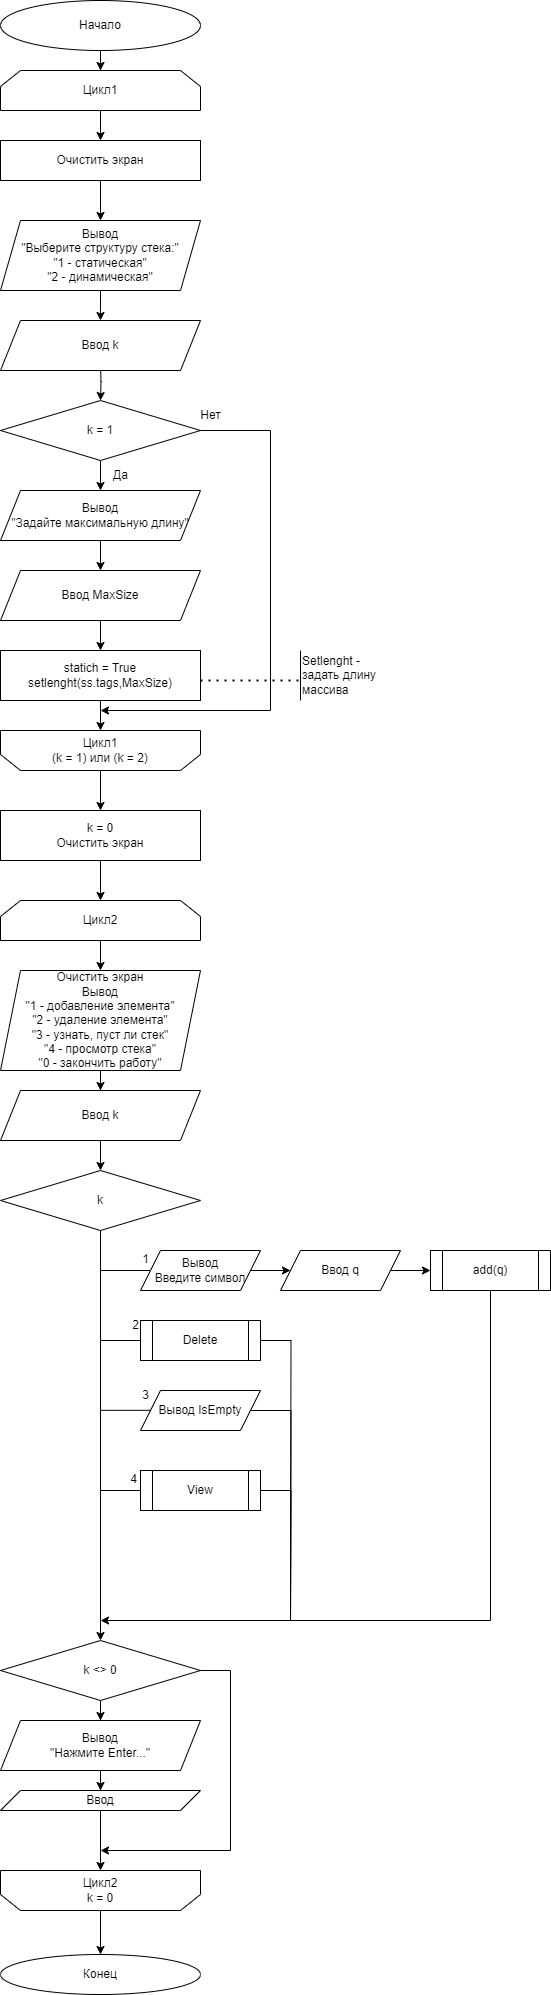 Начало
Цикл1
Очистить экран
Вывод
"Выберите структуру стека:"
"1 - статическая"
"2 - динамическая"
Ввод k
k = 1
Нет
Да
Вывод
"Задайте максимальную длину"
Ввод MaxSize
statich = True
setlenght(ss.tags,MaxSize)
Setlenght -
задать длину
массива
Цикл1
(k = 1) или (k = 2)
k = 0
Очистить экран
Цикл2
Очистить экран
Вывод
"1 - добавление элемента"
"2 - удаление элемента"
"3 - узнать, пуст ли стек"
"4 - просмотр стека"
"0 - закончить работу"
Ввод k
k
1
Вывод
Введите символ
Ввод q
add(q)
2
Delete
3
Вывод IsEmpty
4
View
k <> 0
Вывод
"Нажмите Enter..."
Ввод
Цикл2
k = 0
Конец